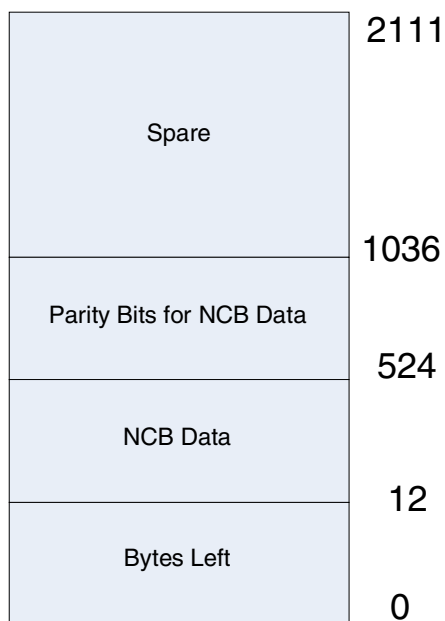 2111
Spare
1036
Parity Bits for NCB Data
524
NCB Data
12
Bytes Left
0